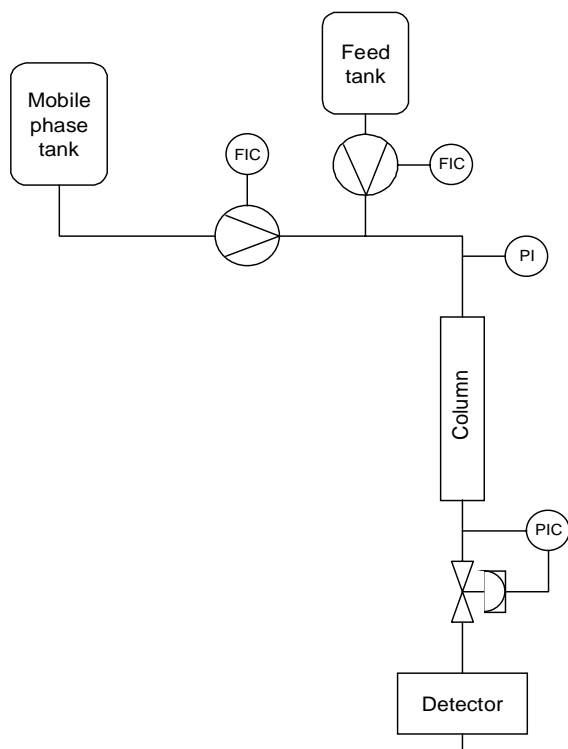 Feed
tank
Mobile
phase
tank
FIC
FIC
PI
Column
PIC
Detector